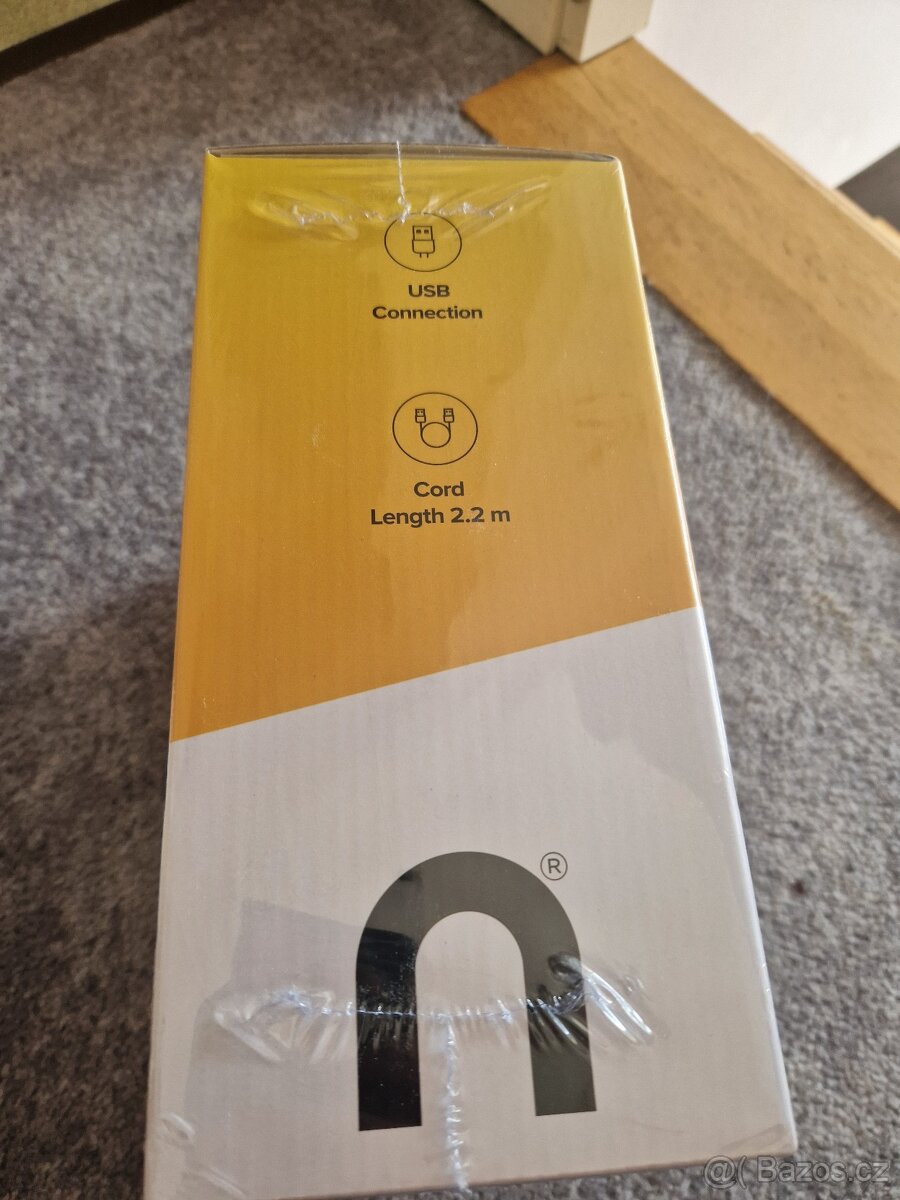 USB
Connection
Cord
Length 2.2 m
n®
@( Bazos.cz